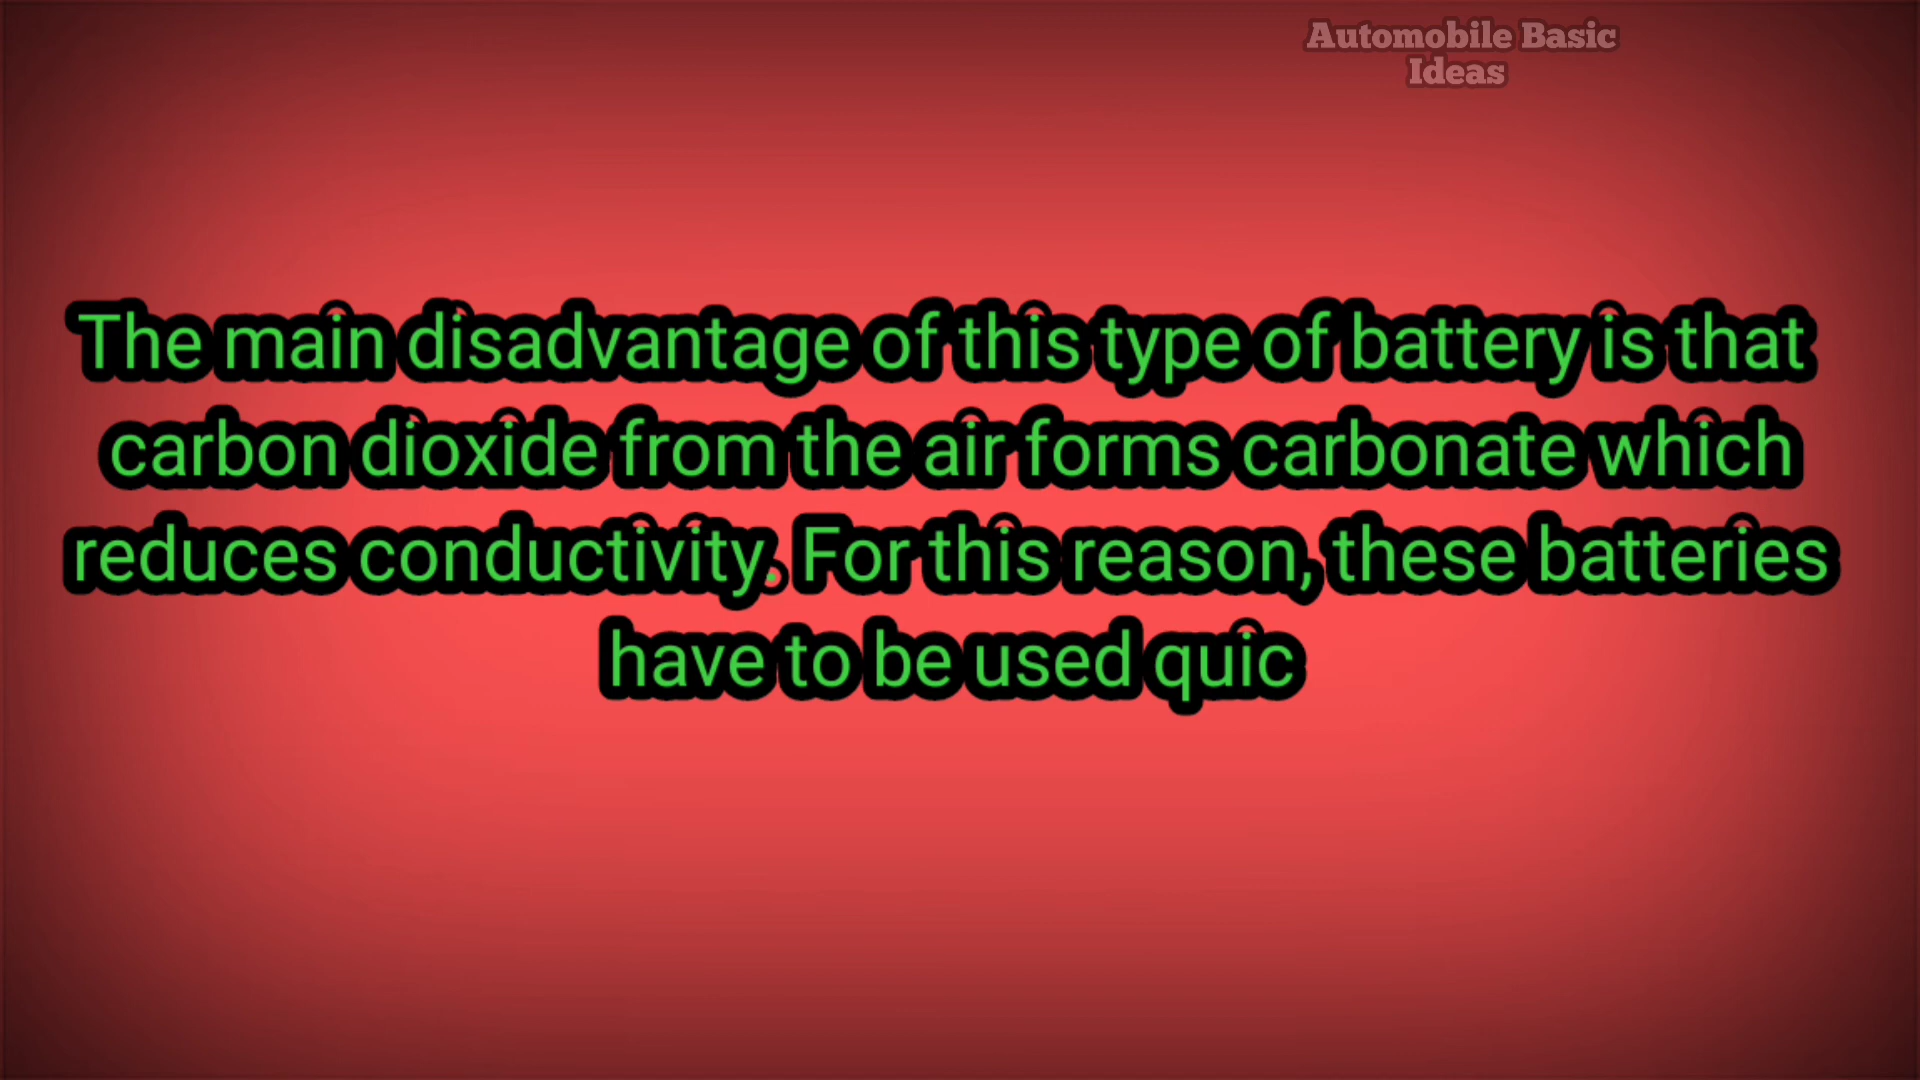 Automobile Basic
Ideas
The main disadvantage of this type of battery is that
carbon dioxide from the air forms carbonate which
reduces conductivity. For this reason, these batteries
have to be used quic